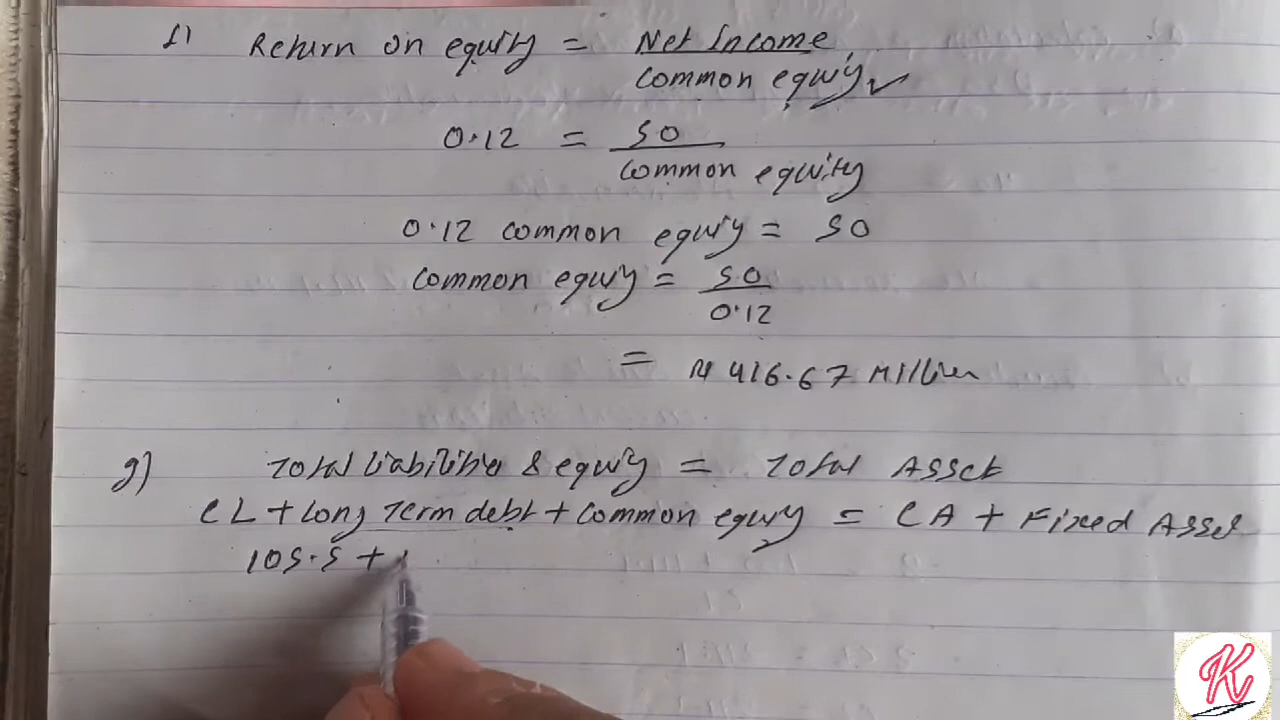 f) Return on equity = Net Income
Common equity ✓
0.12 = 50
Common equity
0.12 common equity = 50
Common equity = 50
0.12
= Rs 416.67 Million
g) Total Liabilities & equity = Total Asset
CL + Long Term debt + Common equity = CA + Fixed Asset
105.5 +
K